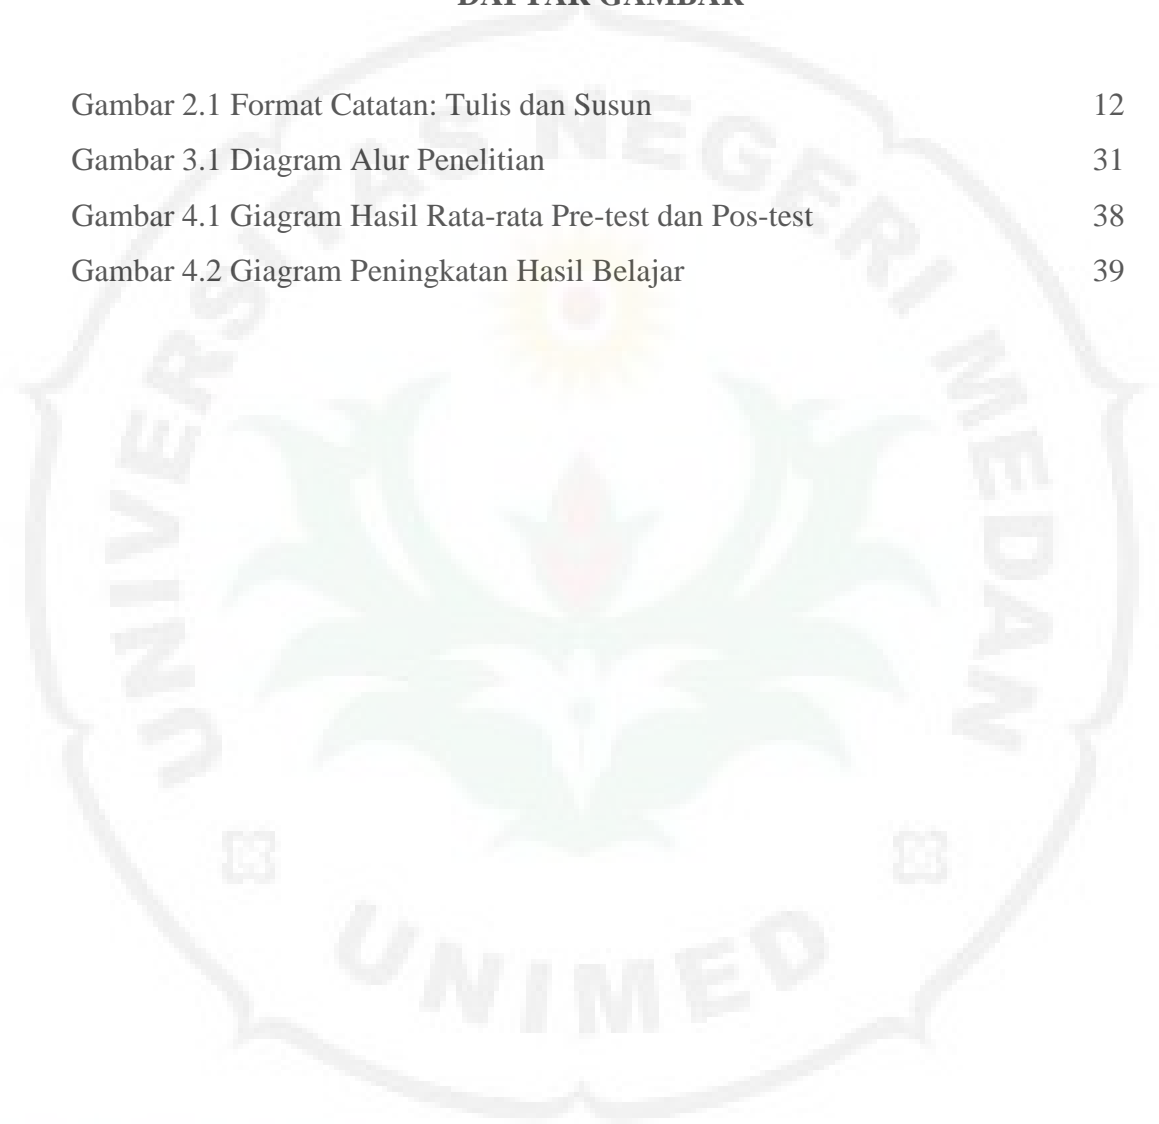 DAFTAR GAMBAR
Gambar 2.1 Format Catatan: Tulis dan Susun 12
Gambar 3.1 Diagram Alur Penelitian 31
Gambar 4.1 Giagram Hasil Rata-rata Pre-test dan Pos-test 38
Gambar 4.2 Giagram Peningkatan Hasil Belajar 39
UNIVERSITAS NEGERI MEDAN
UNIMED